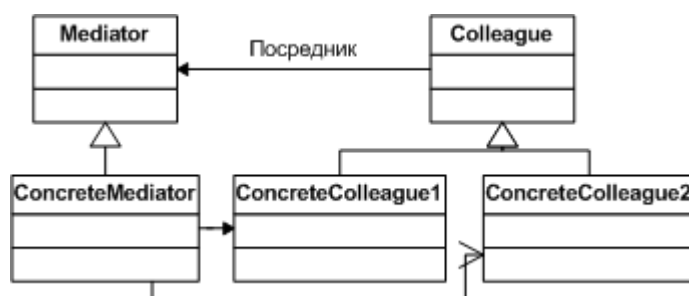 Mediator
Colleague
Посредник
ConcreteMediator
ConcreteColleague1
ConcreteColleague2